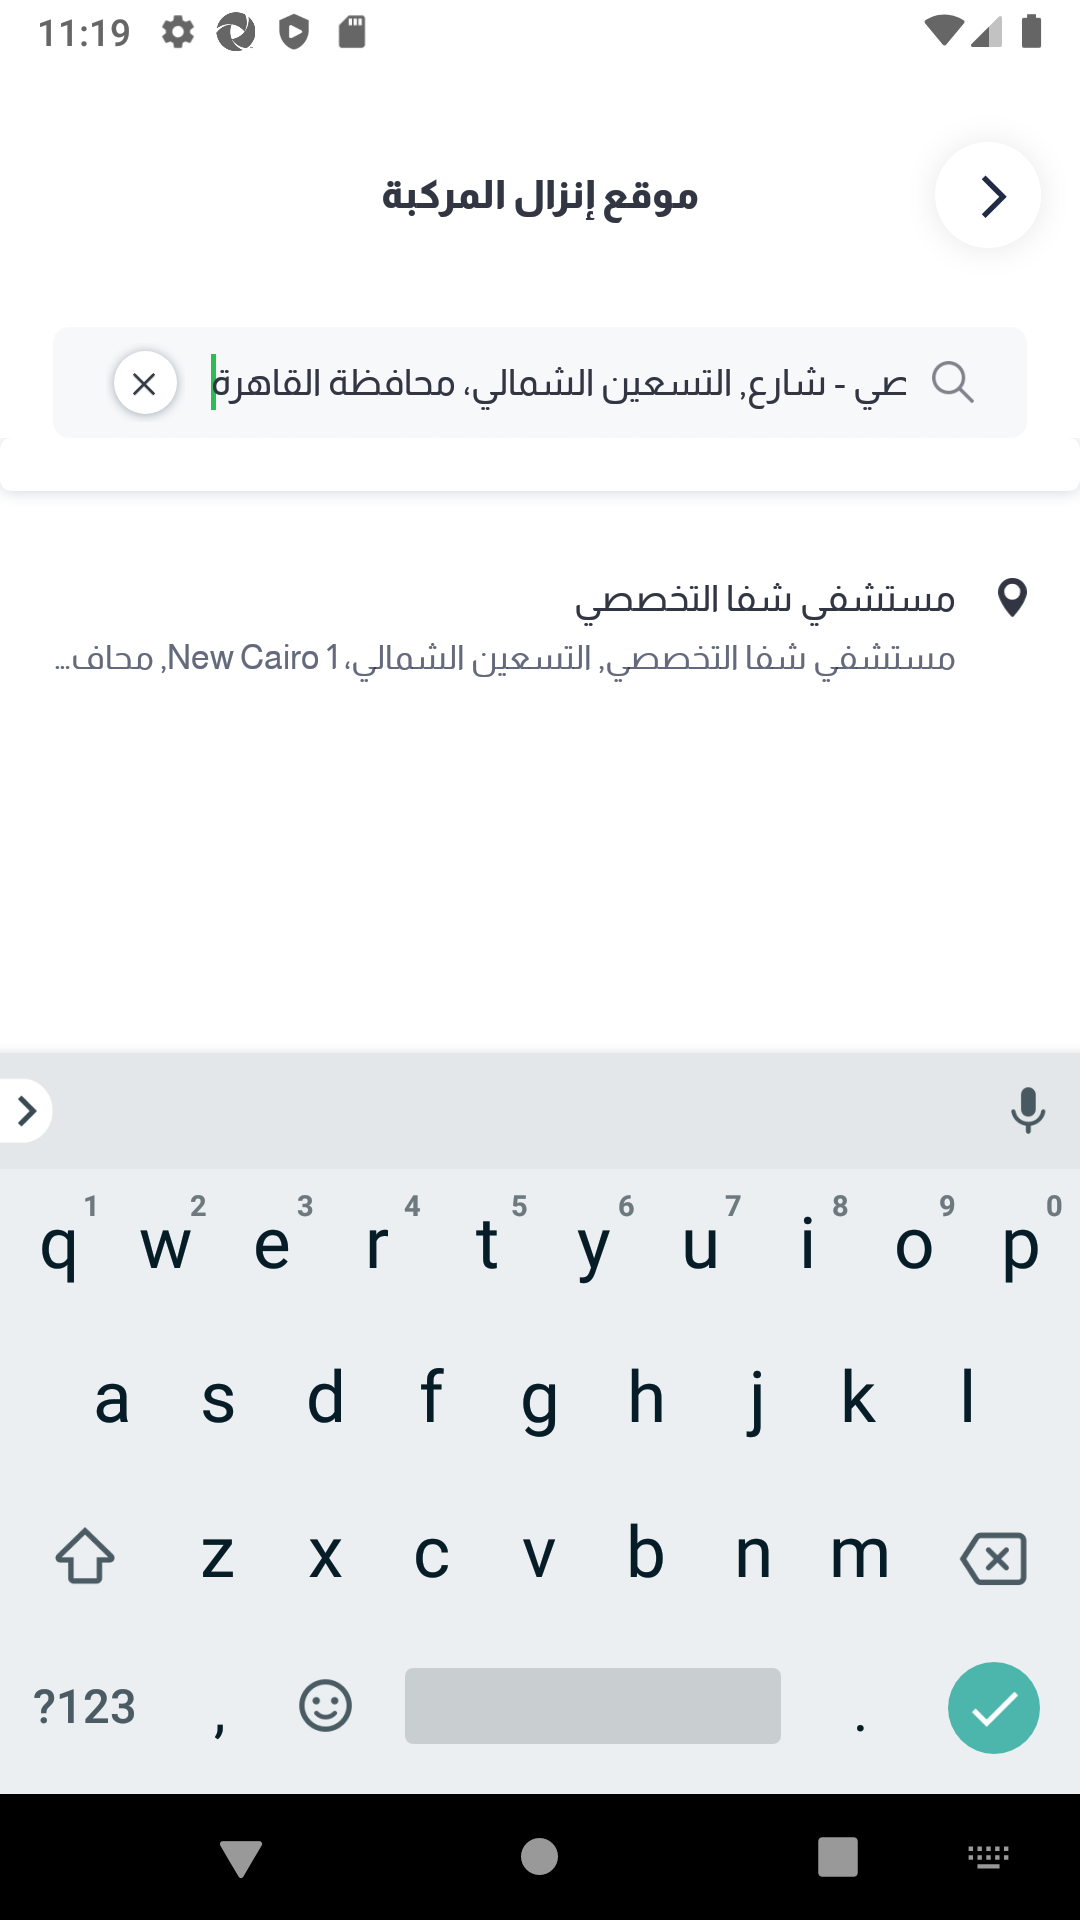 11:19
موقع إنزال المركبة
صي - شارع, التسعين الشمالي، محافظة القاهرة
مستشفي شفا التخصصي
مستشفي شفا التخصصي, التسعين الشمالي، New Cairo 1, محاف...
1 2 3 4 5 6 7 8 9 0
q w e r t y u i o p
a s d f g h j k l
z x c v b n m
?123 , .